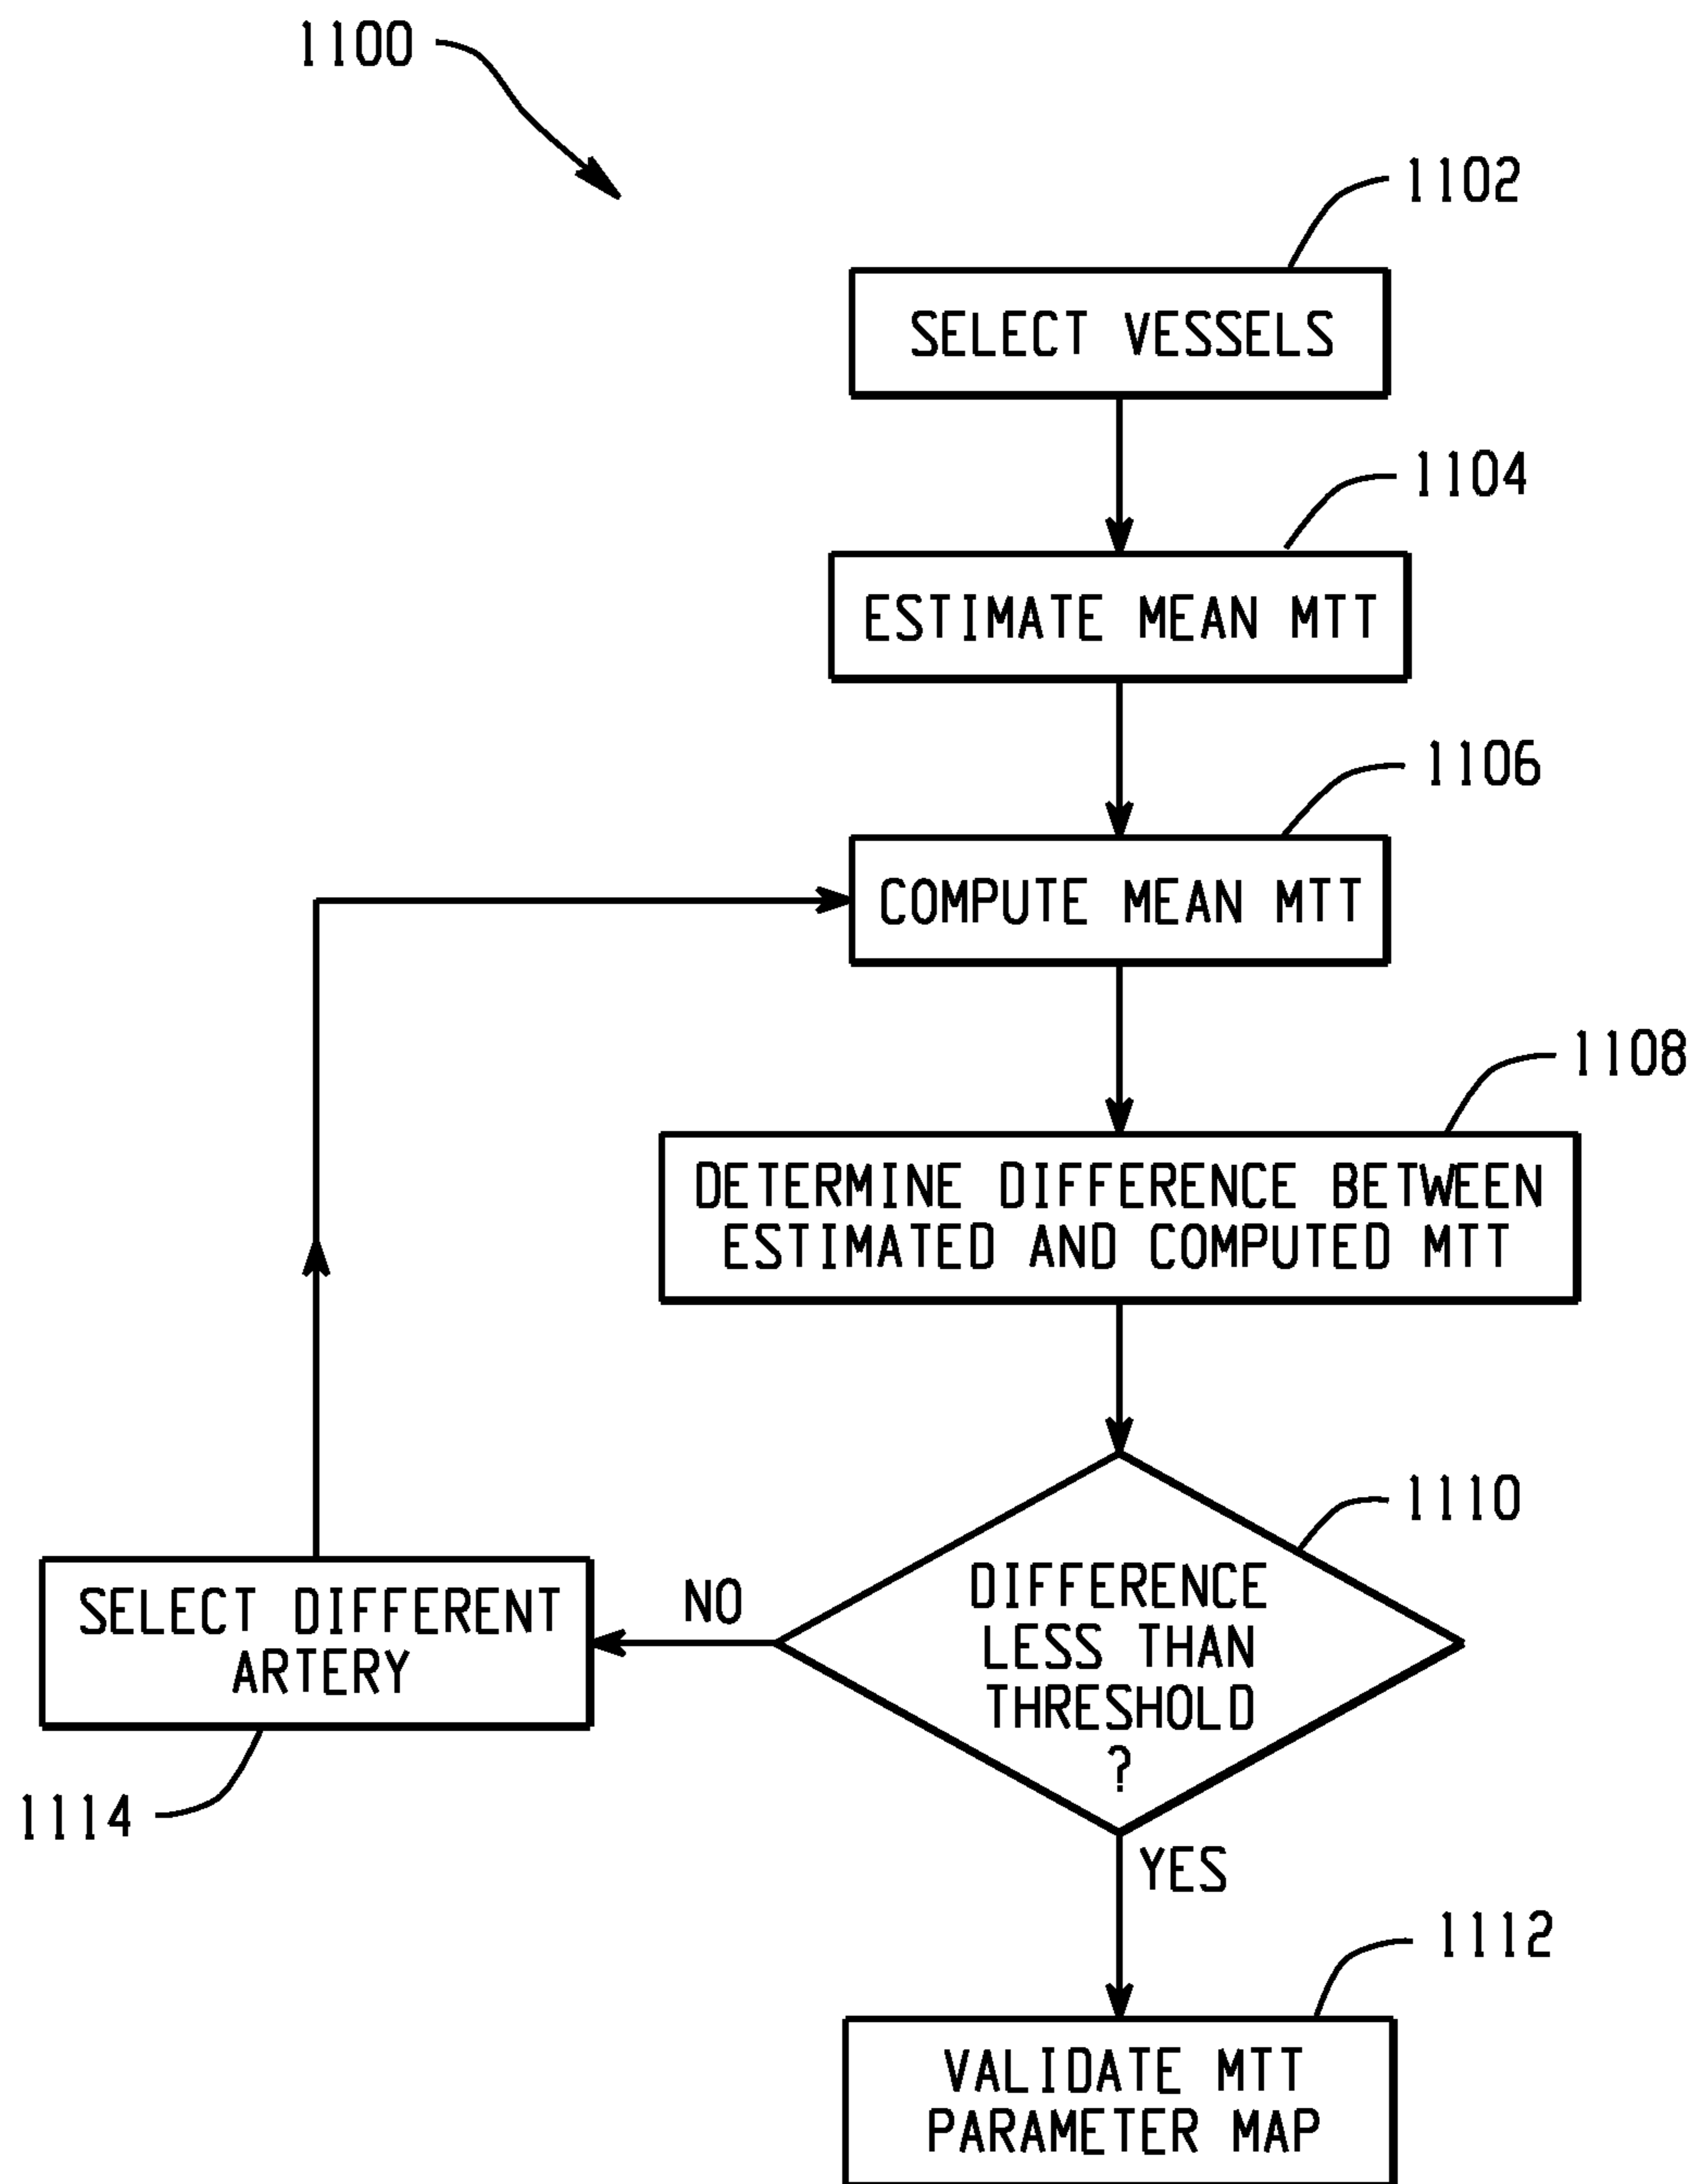 1100
1102
SELECT VESSELS
1104
ESTIMATE MEAN MTT
1106
COMPUTE MEAN MTT
1108
DETERMINE DIFFERENCE BETWEEN
ESTIMATED AND COMPUTED MTT
1110
DIFFERENCE
LESS THAN
THRESHOLD
?
NO
SELECT DIFFERENT
ARTERY
1114
YES
1112
VALIDATE MTT
PARAMETER MAP